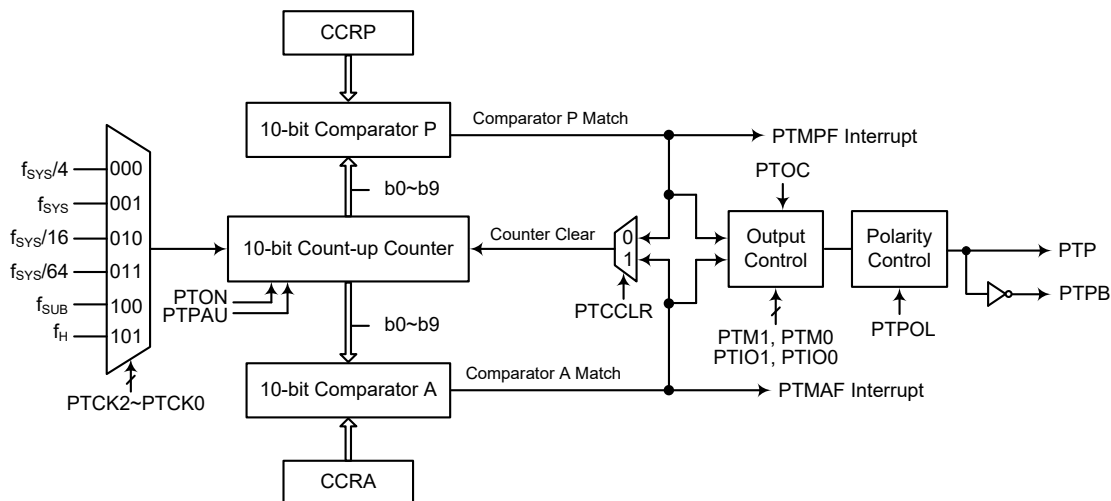 CCRP
10-bit Comparator P
Comparator P Match
PTMPF Interrupt
b0~b9
PTOC
fSYS/4
000
fSYS
001
fSYS/16
010
fSYS/64
011
fSUB
100
fH
101
PTCK2~PTCK0
10-bit Count-up Counter
Counter Clear
0
1
PTCCLR
Output
Control
Polarity
Control
PTP
PTPB
PTON
PTPAU
b0~b9
PTM1, PTM0
PTIO1, PTIO0
PTPOL
10-bit Comparator A
Comparator A Match
PTMAF Interrupt
CCRA